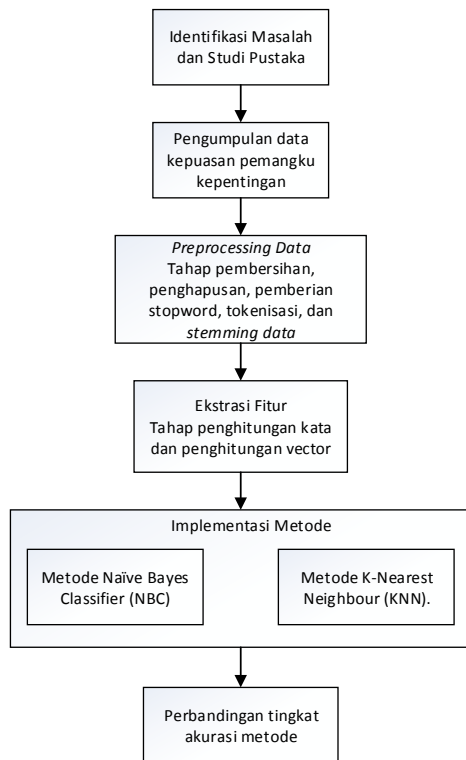 Identifikasi Masalah
dan Studi Pustaka
Pengumpulan data
kepuasan pemangku
kepentingan
Preprocessing Data
Tahap pembersihan,
penghapusan, pemberian
stopword, tokenisasi, dan
stemming data
Ekstrasi Fitur
Tahap penghitungan kata
dan penghitungan vector
Implementasi Metode
Metode Naïve Bayes
Classifier (NBC)
Metode K-Nearest
Neighbour (KNN).
Perbandingan tingkat
akurasi metode